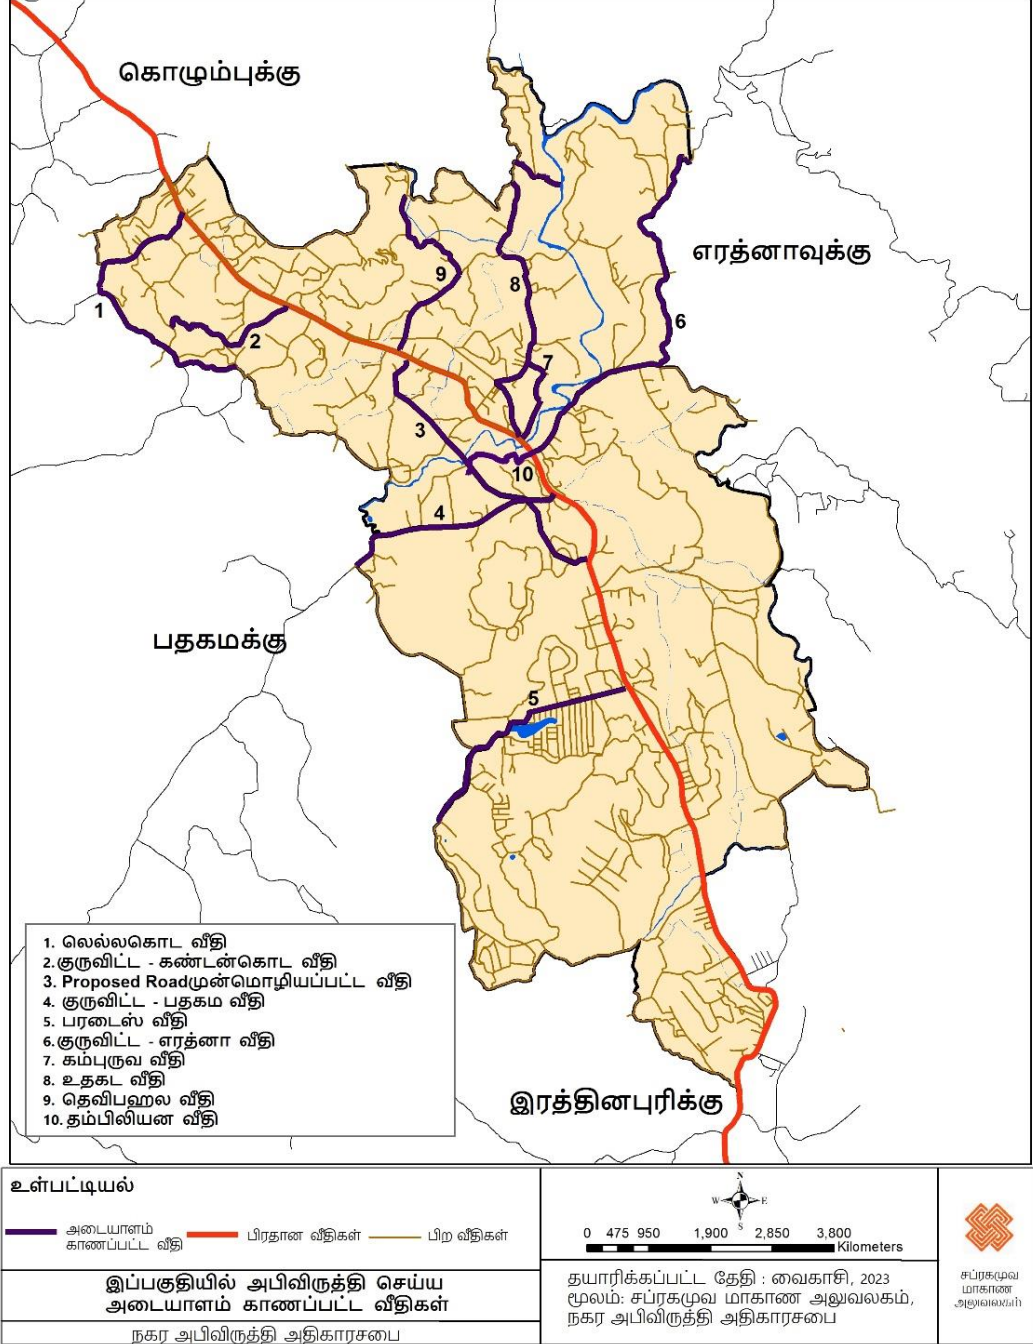 கொழும்புக்கு
எரத்னாவுக்கு
9
8
1
2
6
7
3
10
4
பதகமக்கு
5
1. லெல்லகொட வீதி
2.குருவிட்ட - கண்டன்கொட வீதி
3. Proposed Roadமுன்மொழியப்பட்ட வீதி
4. குருவிட்ட - பதகம வீதி
5. பரடைஸ் வீதி
6.குருவிட்ட - எரத்னா வீதி
7. கம்புருவ வீதி
8. உதகட வீதி
9. தெவிபஹல வீதி
10. தம்பிலியன வீதி
இரத்தினபுரிக்கு
உள்பட்டியல்
அடையாளம்
காணப்பட்ட வீதி
பிரதான வீதிகள்
பிற வீதிகள்
N
W E
S
0 475 950 1,900 2,850 3,800
Kilometers
இப்பகுதியில் அபிவிருத்தி செய்ய
அடையாளம் காணப்பட்ட வீதிகள்
நகர அபிவிருத்தி அதிகாரசபை
தயாரிக்கப்பட்ட தேதி : வைகாசி, 2023
மூலம்: சப்ரகமுவ மாகாண அலுவலகம்,
நகர அபிவிருத்தி அதிகாரசபை
சப்ரகமுவ
மாகாண
அலுவலகம்